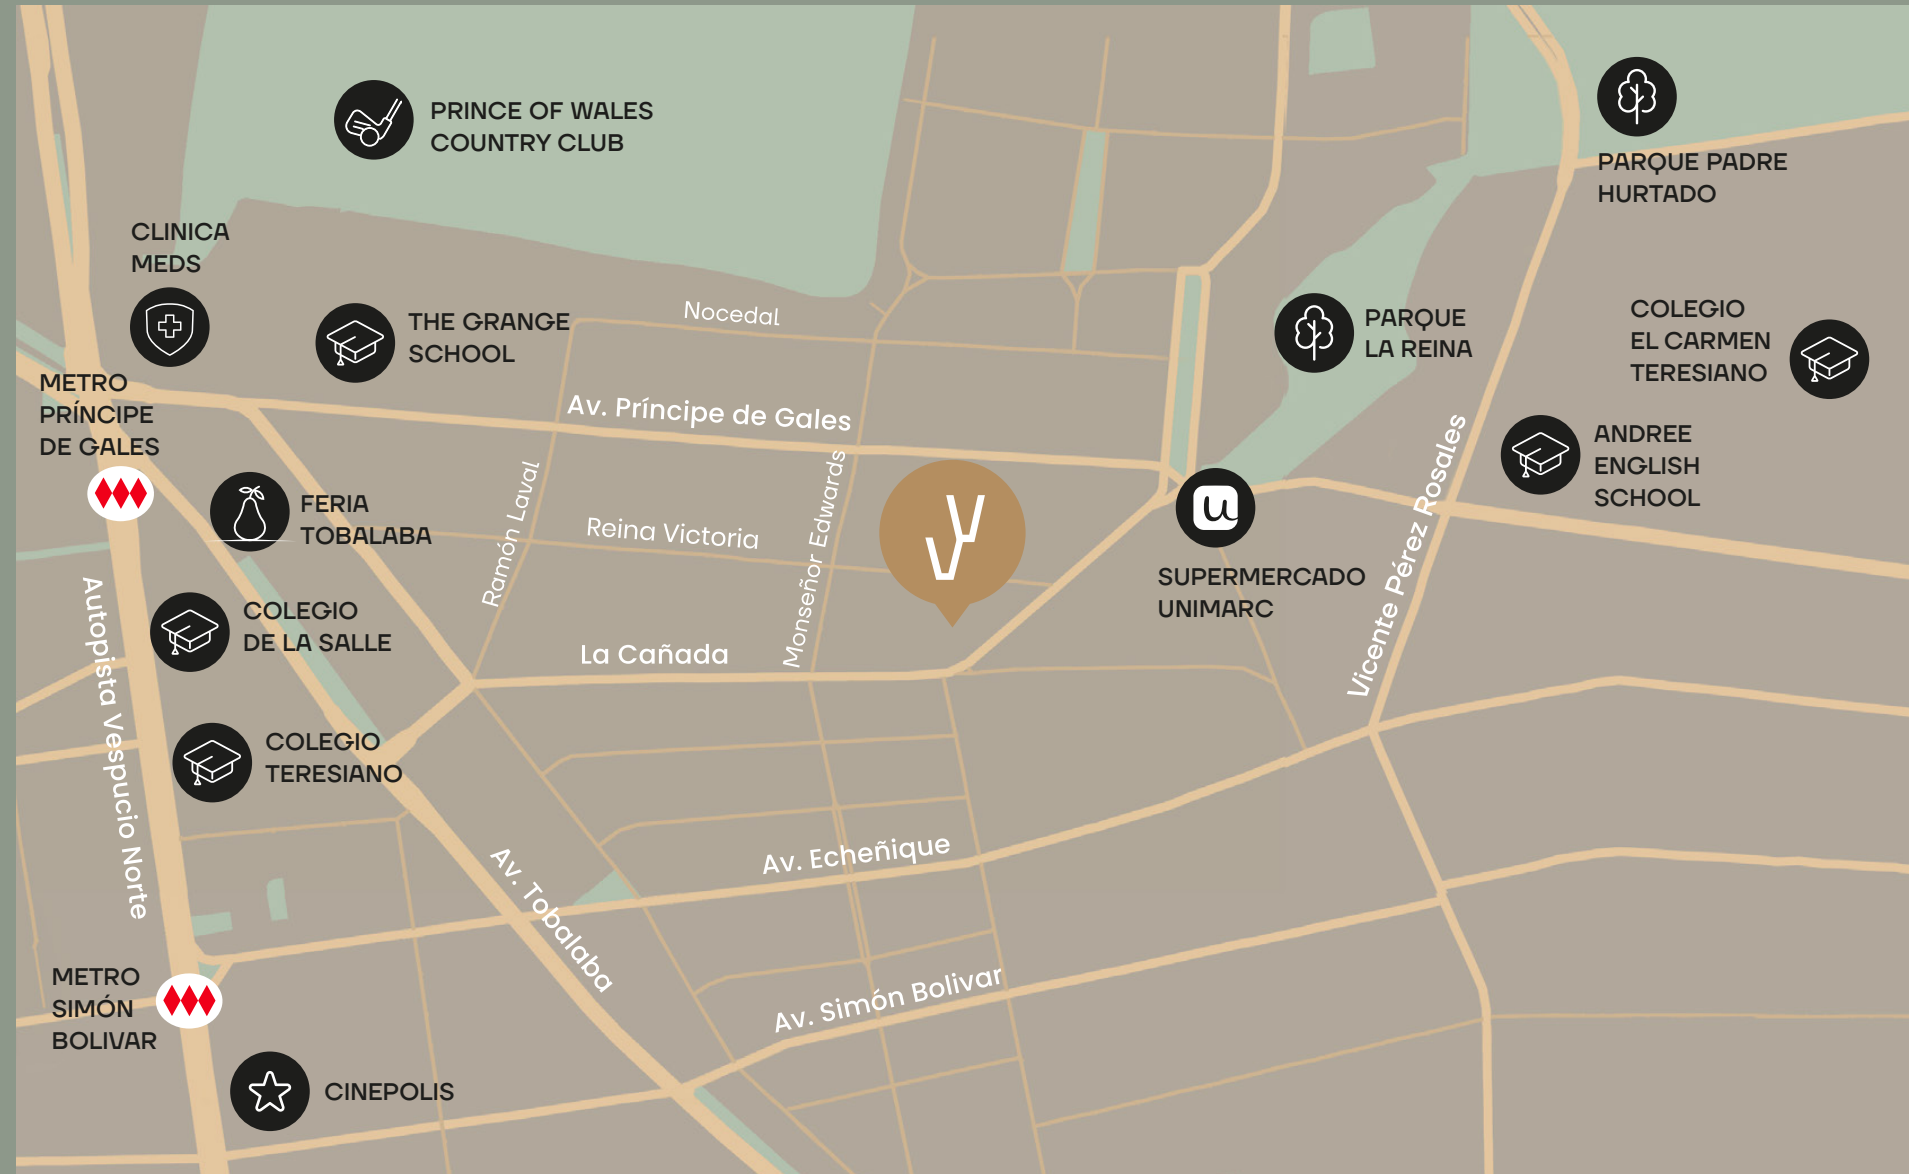 PRINCE OF WALES
COUNTRY CLUB
PARQUE PADRE
HURTADO
CLINICA
MEDS
THE GRANGE
SCHOOL
Nocedal
PARQUE
LA REINA
COLEGIO
EL CARMEN
TERESIANO
METRO
PRÍNCIPE
DE GALES
Av. Príncipe de Gales
ANDREE
ENGLISH
SCHOOL
FERIA
TOBALABA
Ramón Laval
Reina Victoria
Monseñor Edwards
u
SUPERMERCADO
UNIMARC
Vicente Pérez Rosales
COLEGIO
DE LA SALLE
La Cañada
Autopista Vespucio Norte
COLEGIO
TERESIANO
Av. Echeñique
Av. Tobalaba
METRO
SIMÓN
BOLIVAR
Av. Simón Bolivar
CINEPOLIS